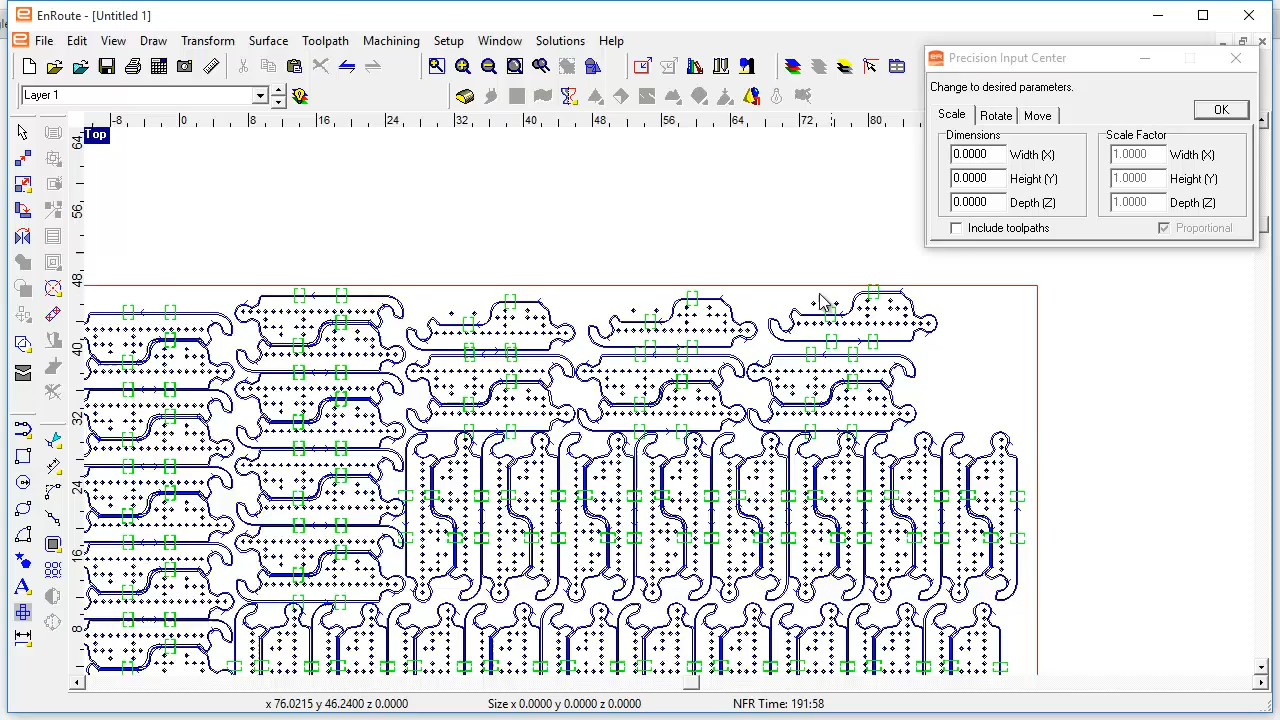 EnRoute - [Untitled 1]
File Edit View Draw Transform Surface Toolpath Machining Setup Window Solutions Help
Layer 1
Precision Input Center
Change to desired parameters.
Scale Rotate Move OK
Dimensions Scale Factor
0.0000 Width (X) 1.0000 Width (X)
0.0000 Height (Y) 1.0000 Height (Y)
0.0000 Depth (Z) 1.0000 Depth (Z)
Include toolpaths Proportional
-8 0 8 16 24 32 40 48 56 64 72 80
Top
64
56
48
40
32
24
16
8
x 76.0215 y 46.2400 z 0.0000 Size x 0.0000 y 0.0000 z 0.0000 NFR Time: 191:58